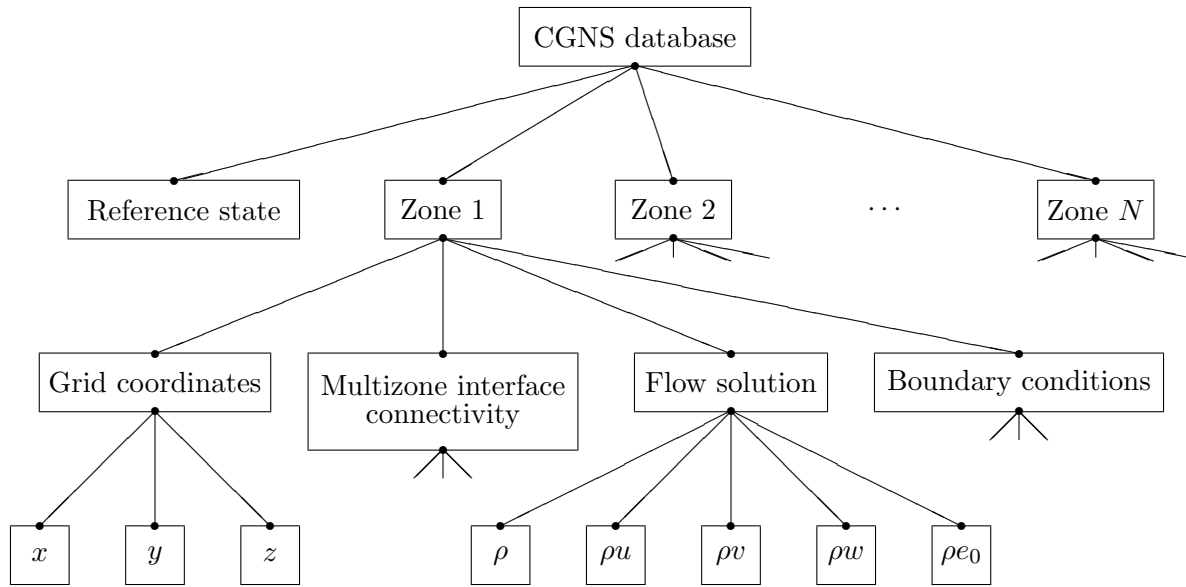 CGNS database
Reference state
Zone 1
Zone 2
···
Zone N
Grid coordinates
Multizone interface
connectivity
Flow solution
Boundary conditions
x
y
z
ρ
ρu
ρv
ρw
ρe₀